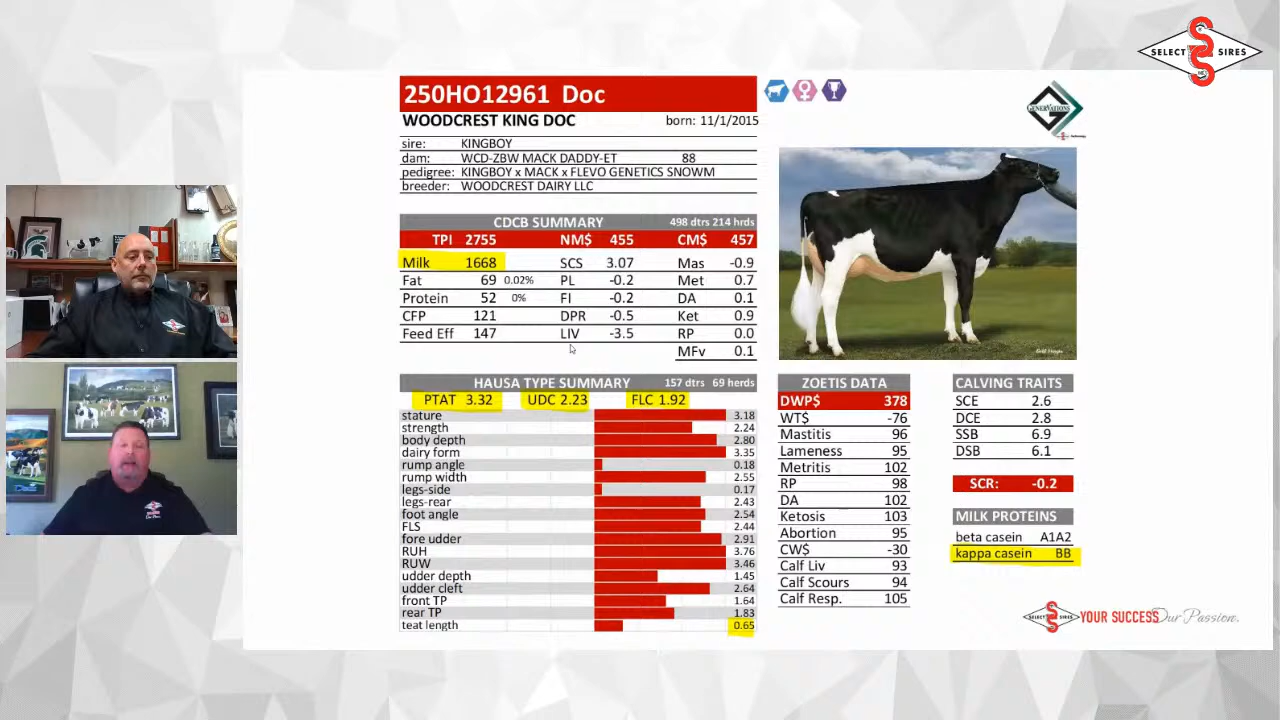 SELECT SIRES
INC.
250HO12961 Doc
GENERVATIONS
WOODCREST KING DOC born: 11/1/2015
sire: KINGBOY
dam: WCD-ZBW MACK DADDY-ET 88
pedigree: KINGBOY x MACK x FLEVO GENETICS SNOWM
breeder: WOODCREST DAIRY LLC
CDCB SUMMARY 498 dtrs 214 hrds
TPI 2755 NM$ 455 CM$ 457
Milk 1668 SCS 3.07 Mas -0.9
Fat 69 0.02% PL -0.2 Met 0.7
Protein 52 0% FI -0.2 DA 0.1
CFP 121 DPR -0.5 Ket 0.9
Feed Eff 147 LIV -3.5 RP 0.0
MFv 0.1
HAUSA TYPE SUMMARY 157 dtrs 69 herds
PTAT 3.32 UDC 2.23 FLC 1.92
stature 3.18
strength 2.24
body depth 2.80
dairy form 3.35
rump angle 0.18
rump width 2.55
legs-side 0.17
legs-rear 2.43
foot angle 2.54
FLS 2.44
fore udder 2.91
RUH 3.76
RUW 3.46
udder depth 1.45
udder cleft 2.64
front TP 1.64
rear TP 1.83
teat length 0.65
ZOETIS DATA
DWP$ 378
WT$ -76
Mastitis 96
Lameness 95
Metritis 102
RP 98
DA 102
Ketosis 103
Abortion 95
CW$ -30
Calf Liv 93
Calf Scours 94
Calf Resp. 105
CALVING TRAITS
SCE 2.6
DCE 2.8
SSB 6.9
DSB 6.1
SCR: -0.2
MILK PROTEINS
beta casein A1A2
kappa casein BB
SELECT SIRES YOUR SUCCESS Our Passion.